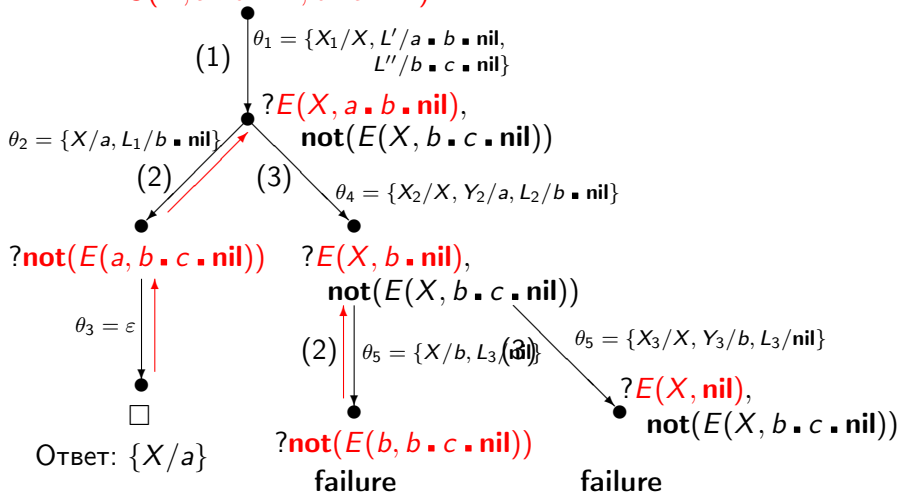 θ₁ = {X₁/X, L′/a ▪ b ▪ nil,
(1)
L″/b ▪ c ▪ nil}
?E(X, a ▪ b ▪ nil),
not(E(X, b ▪ c ▪ nil))
θ₂ = {X/a, L₁/b ▪ nil}
(2)
(3)
θ₄ = {X₂/X, Y₂/a, L₂/b ▪ nil}
?not(E(a, b ▪ c ▪ nil))
?E(X, b ▪ nil),
not(E(X, b ▪ c ▪ nil))
θ₃ = ε
(2)
θ₅ = {X/b, L₃/nil}
(3)
θ₅ = {X₃/X, Y₃/b, L₃/nil}
?E(X, nil),
not(E(X, b ▪ c ▪ nil))
□
Ответ: {X/a}
?not(E(b, b ▪ c ▪ nil))
failure
failure